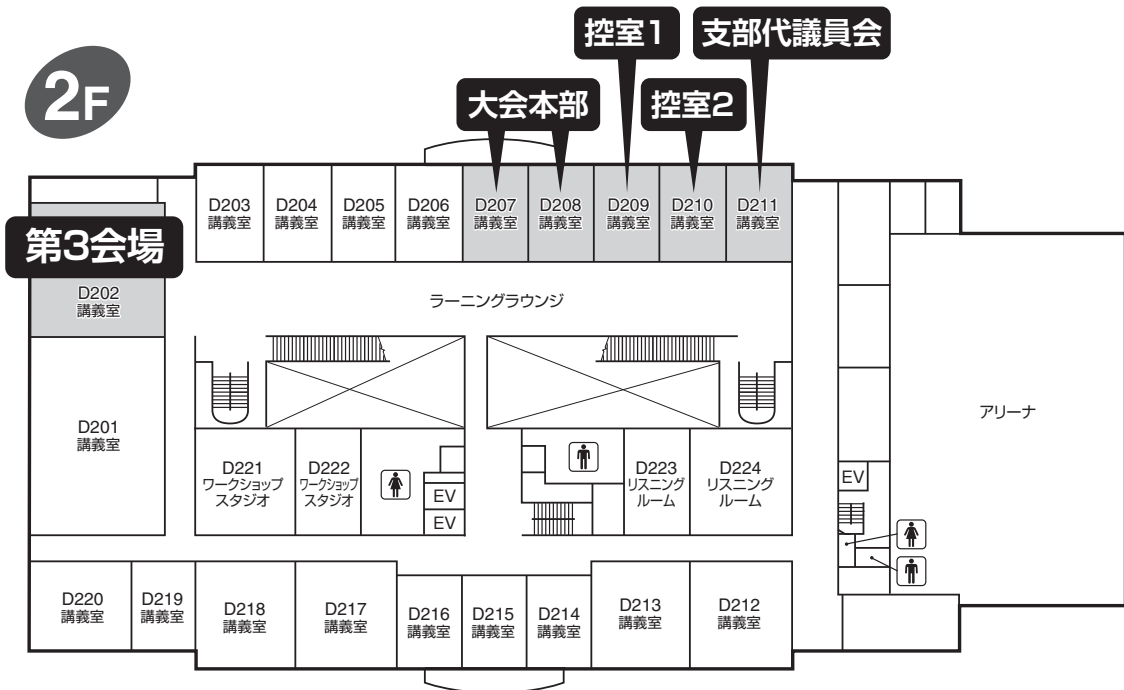 2F
控室1
支部代議員会
大会本部
控室2
D203
講義室
D204
講義室
D205
講義室
D206
講義室
D207
講義室
D208
講義室
D209
講義室
D210
講義室
D211
講義室
第3会場
D202
講義室
ラーニングラウンジ
D201
講義室
アリーナ
D221
ワークショップ
スタジオ
D222
ワークショップ
スタジオ
EV
EV
D223
リスニング
ルーム
D224
リスニング
ルーム
EV
D220
講義室
D219
講義室
D218
講義室
D217
講義室
D216
講義室
D215
講義室
D214
講義室
D213
講義室
D212
講義室